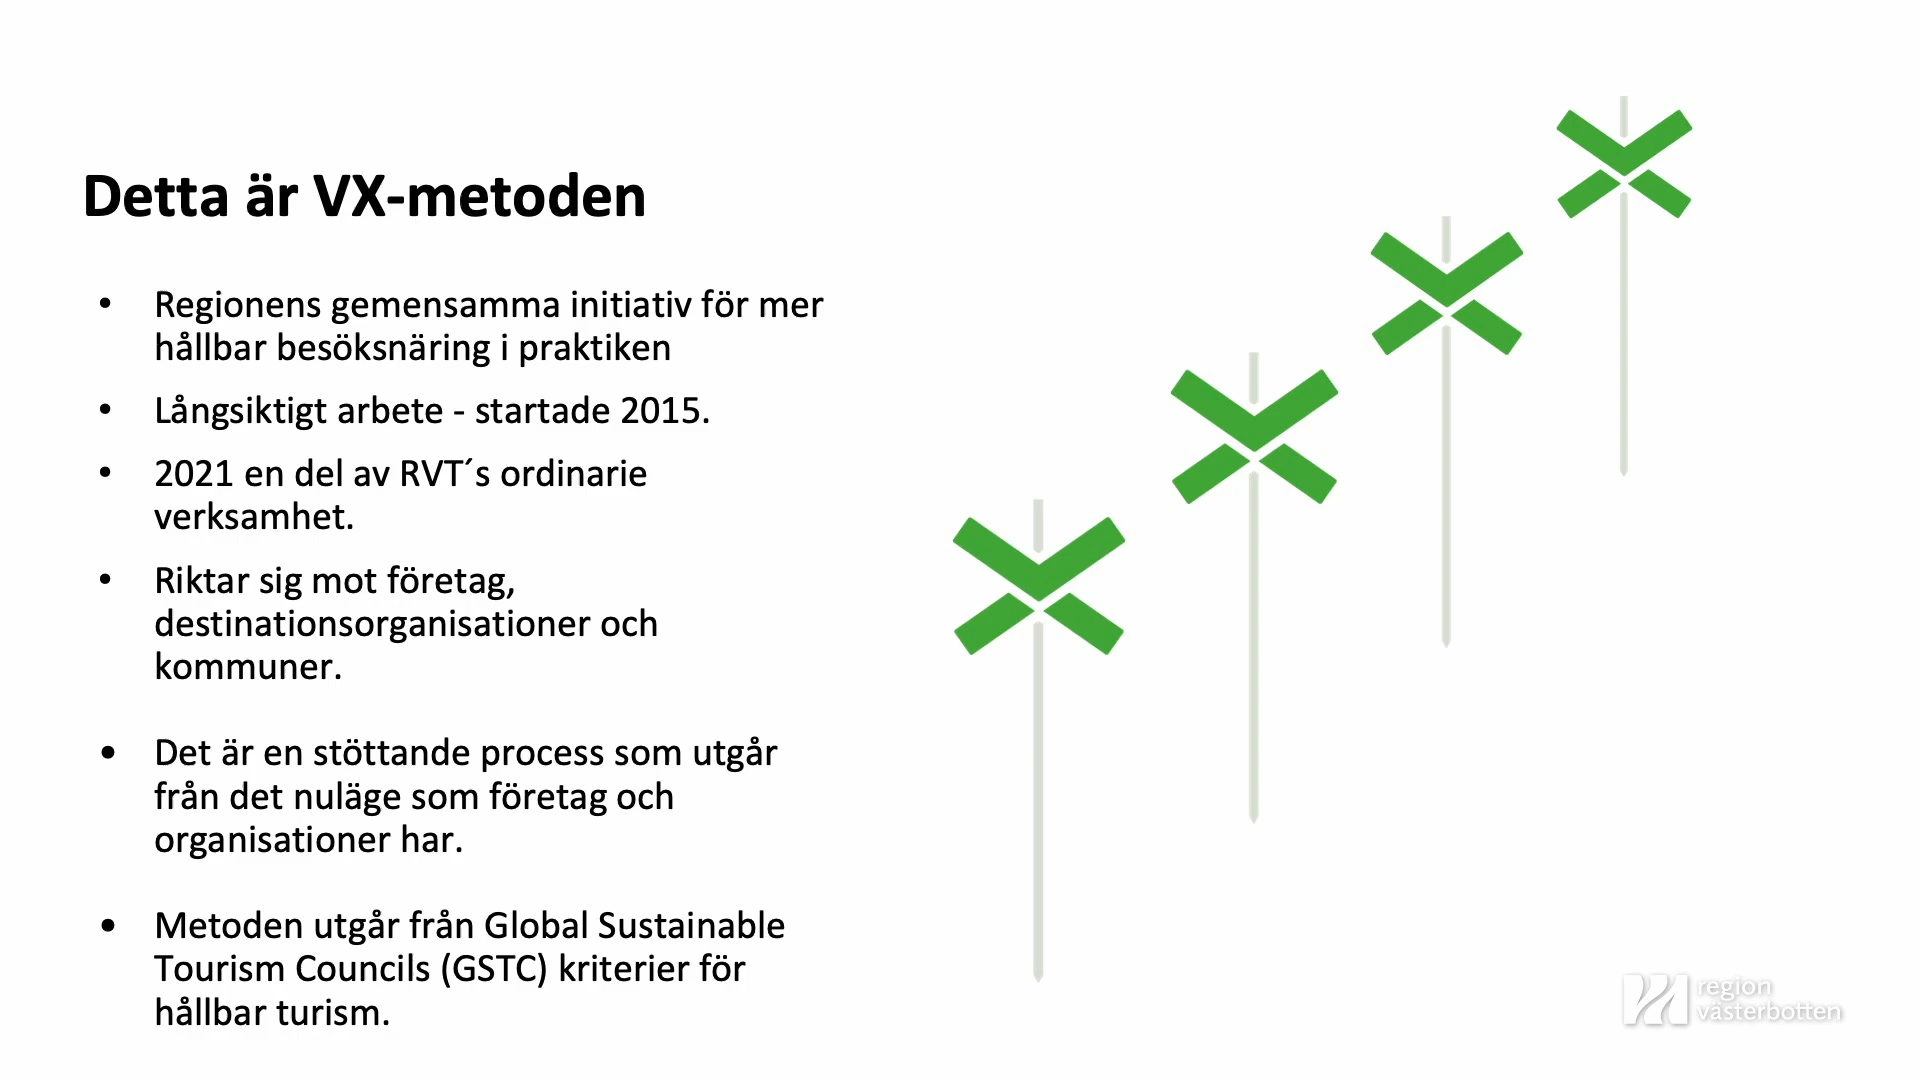 Detta är VX-metoden
• Regionens gemensamma initiativ för mer
hållbar besöksnäring i praktiken
• Långsiktigt arbete - startade 2015.
• 2021 en del av RVT´s ordinarie
verksamhet.
• Riktar sig mot företag,
destinationsorganisationer och
kommuner.
• Det är en stöttande process som utgår
från det nuläge som företag och
organisationer har.
• Metoden utgår från Global Sustainable
Tourism Councils (GSTC) kriterier för
hållbar turism.
region
västerbotten